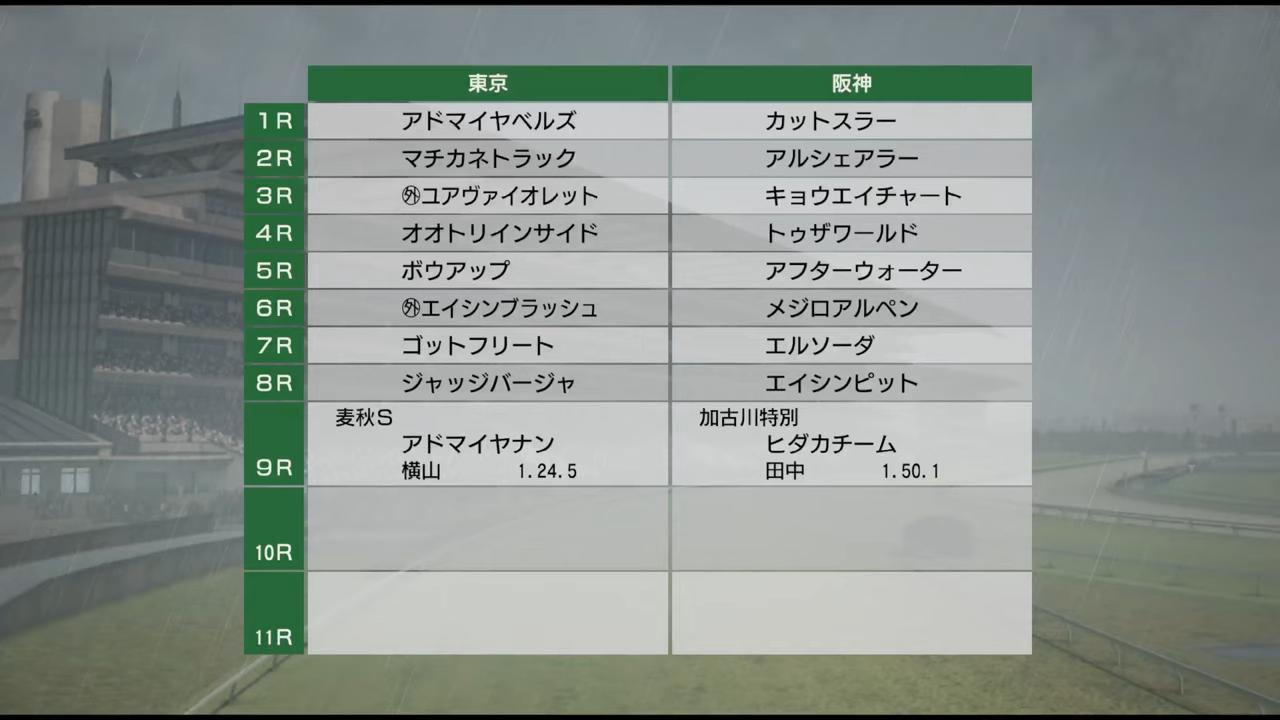 東京 阪神
1R アドマイヤベルズ カットスラー
2R マチカネトラック アルシェアラー
3R ㊕ユアヴァイオレット キョウエイチャート
4R オオトリインサイド トゥザワールド
5R ボウアップ アフターウォーター
6R ㊕エイシンブラッシュ メジロアルペン
7R ゴットフリート エルソーダ
8R ジャッジバージャ エイシンピット
麦秋S 加古川特別
アドマイヤナン ヒダカチーム
9R 横山 1.24.5 田中 1.50.1
10R
11R